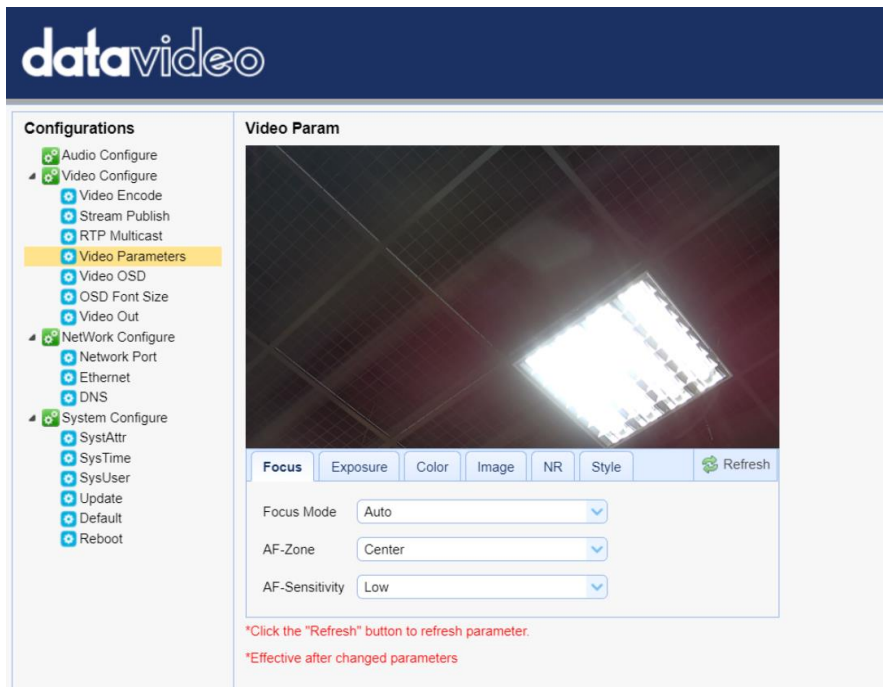 datavideo
Configurations
Audio Configure
Video Configure
Video Encode
Stream Publish
RTP Multicast
Video Parameters
Video OSD
OSD Font Size
Video Out
NetWork Configure
Network Port
Ethernet
DNS
System Configure
SystAttr
SysTime
SysUser
Update
Default
Reboot
Video Param
Focus Exposure Color Image NR Style Refresh
Focus Mode Auto
AF-Zone Center
AF-Sensitivity Low
*Click the "Refresh" button to refresh parameter.
*Effective after changed parameters